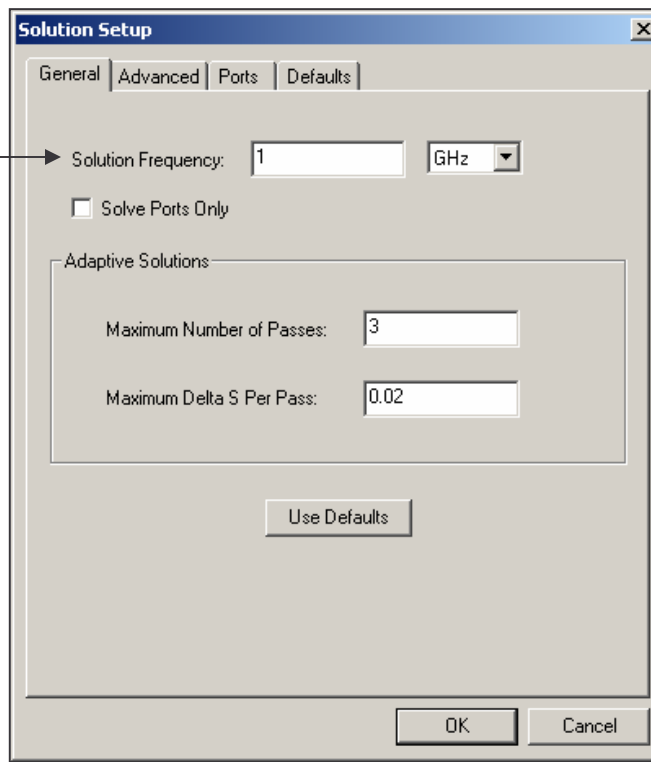 Solution Setup
General Advanced Ports Defaults
Solution Frequency: 1 GHz
Solve Ports Only
Adaptive Solutions
Maximum Number of Passes: 3
Maximum Delta S Per Pass: 0.02
Use Defaults
OK Cancel